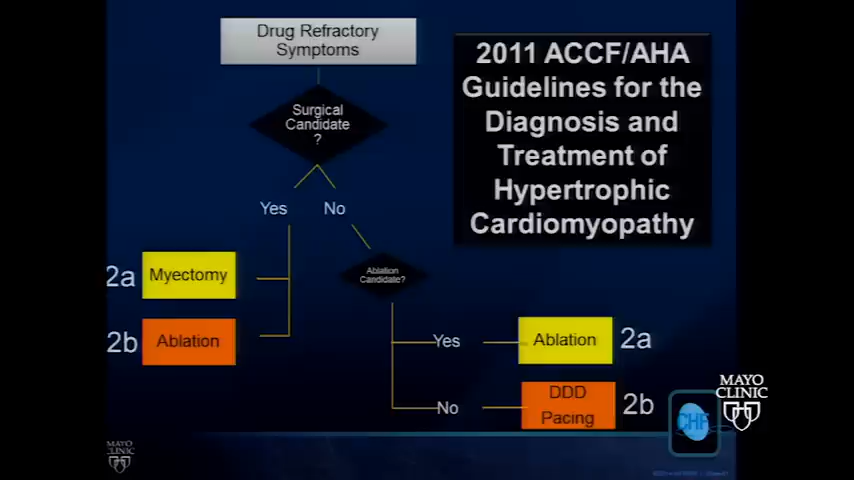 Drug Refractory
Symptoms
2011 ACCF/AHA
Guidelines for the
Diagnosis and
Treatment of
Hypertrophic
Cardiomyopathy
Surgical
Candidate
?
Yes
No
2a
Myectomy
Ablation
Candidate?
2b
Ablation
Yes
Ablation
2a
No
DDD
Pacing
2b
MAYO
CLINIC
CHF
MAYO
CLINIC